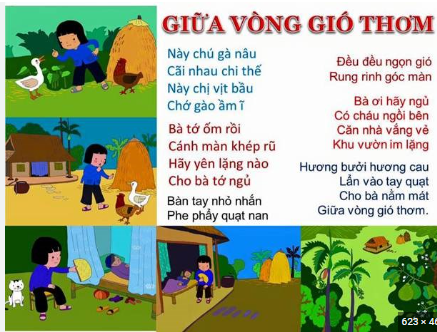 GIỮA VÒNG GIÓ THƠM
Này chú gà nâu
Cãi nhau chi thế
Này chị vịt bầu
Chớ gào ầm ĩ
Bà tớ ốm rồi
Cánh màn khép rũ
Hãy yên lặng nào
Cho bà tớ ngủ
Bàn tay nhỏ nhắn
Phe phẩy quạt nan
Đều đều ngọn gió
Rung rinh góc màn
Bà ơi hãy ngủ
Có cháu ngồi bên
Căn nhà vắng vẻ
Khu vườn im lặng
Hương bưởi hương cau
Lẩn vào tay quạt
Cho bà nằm mát
Giữa vòng gió thơm.